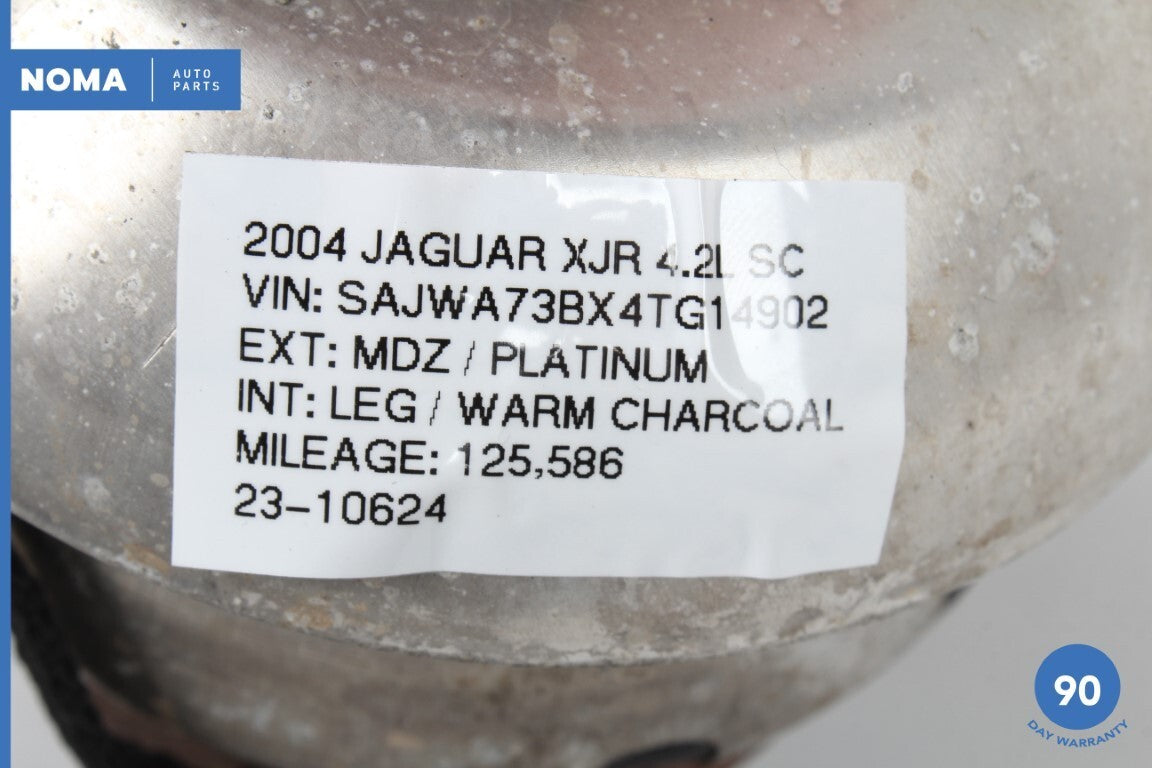 NOMA
AUTO
PARTS
2004 JAGUAR XJR 4.2L SC
VIN: SAJWA73BX4TG14902
EXT: MDZ / PLATINUM
INT: LEG / WARM CHARCOAL
MILEAGE: 125,586
23-10624
90
DAY WARRANTY